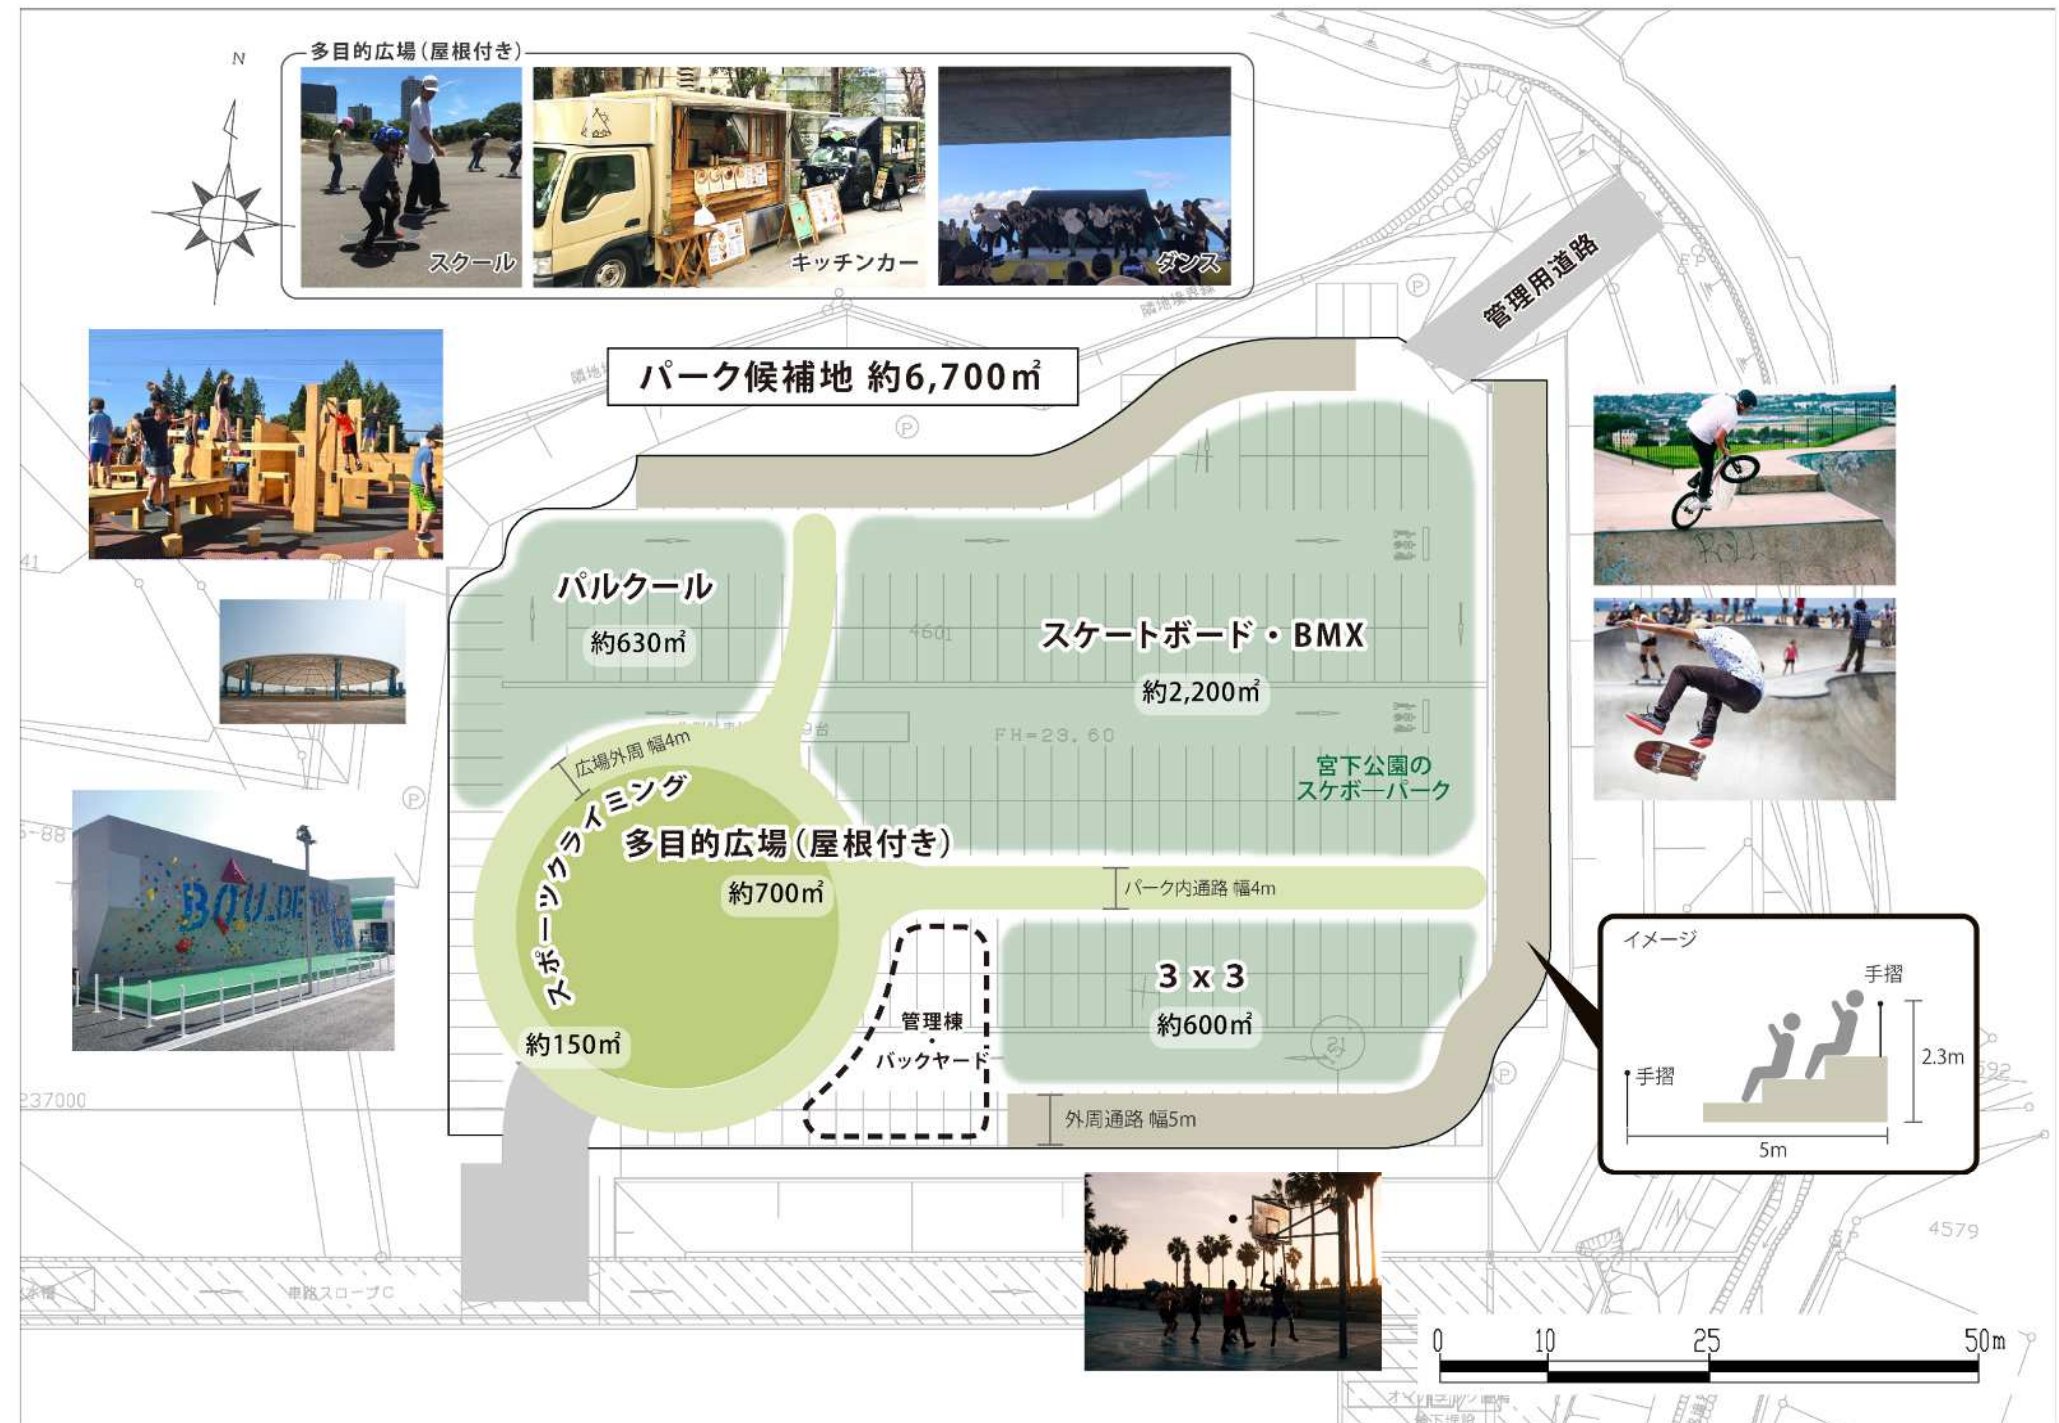 N
多目的広場(屋根付き)
スクール
キッチンカー
ダンス
隣地境界線
管理用道路
パーク候補地 約6,700㎡
パルクール
約630㎡
4601
スケートボード・BMX
約2,200㎡
FH=23.60
宮下公園の
スケボーパーク
広場外周 幅4m
スポーツクライミング
多目的広場(屋根付き)
約700㎡
約150㎡
パーク内通路 幅4m
管理棟
・
バックヤード
3 x 3
約600㎡
外周通路 幅5m
イメージ
手摺
手摺
2.3m
5m
237000
車路スロープC
4579
0 10 25 50m